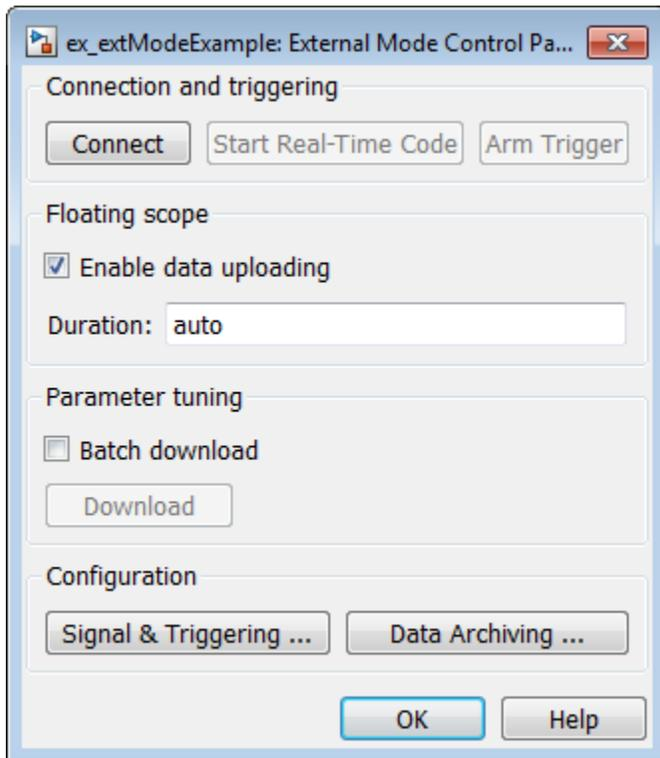 ex_extModeExample: External Mode Control Pa...
Connection and triggering
Connect Start Real-Time Code Arm Trigger
Floating scope
Enable data uploading
Duration: auto
Parameter tuning
Batch download
Download
Configuration
Signal & Triggering ... Data Archiving ...
OK Help